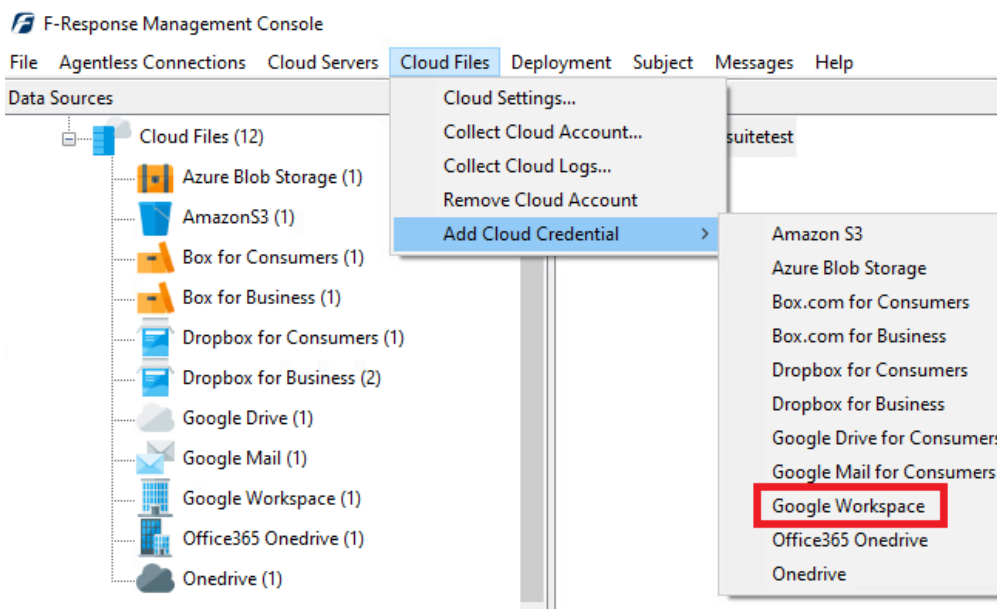 F-Response Management Console
File Agentless Connections Cloud Servers Cloud Files Deployment Subject Messages Help
Data Sources
Cloud Files (12)
Azure Blob Storage (1)
AmazonS3 (1)
Box for Consumers (1)
Box for Business (1)
Dropbox for Consumers (1)
Dropbox for Business (2)
Google Drive (1)
Google Mail (1)
Google Workspace (1)
Office365 Onedrive (1)
Onedrive (1)
Cloud Settings...
Collect Cloud Account...
Collect Cloud Logs...
Remove Cloud Account
Add Cloud Credential
suitetest
Amazon S3
Azure Blob Storage
Box.com for Consumers
Box.com for Business
Dropbox for Consumers
Dropbox for Business
Google Drive for Consumers
Google Mail for Consumers
Google Workspace
Office365 Onedrive
Onedrive